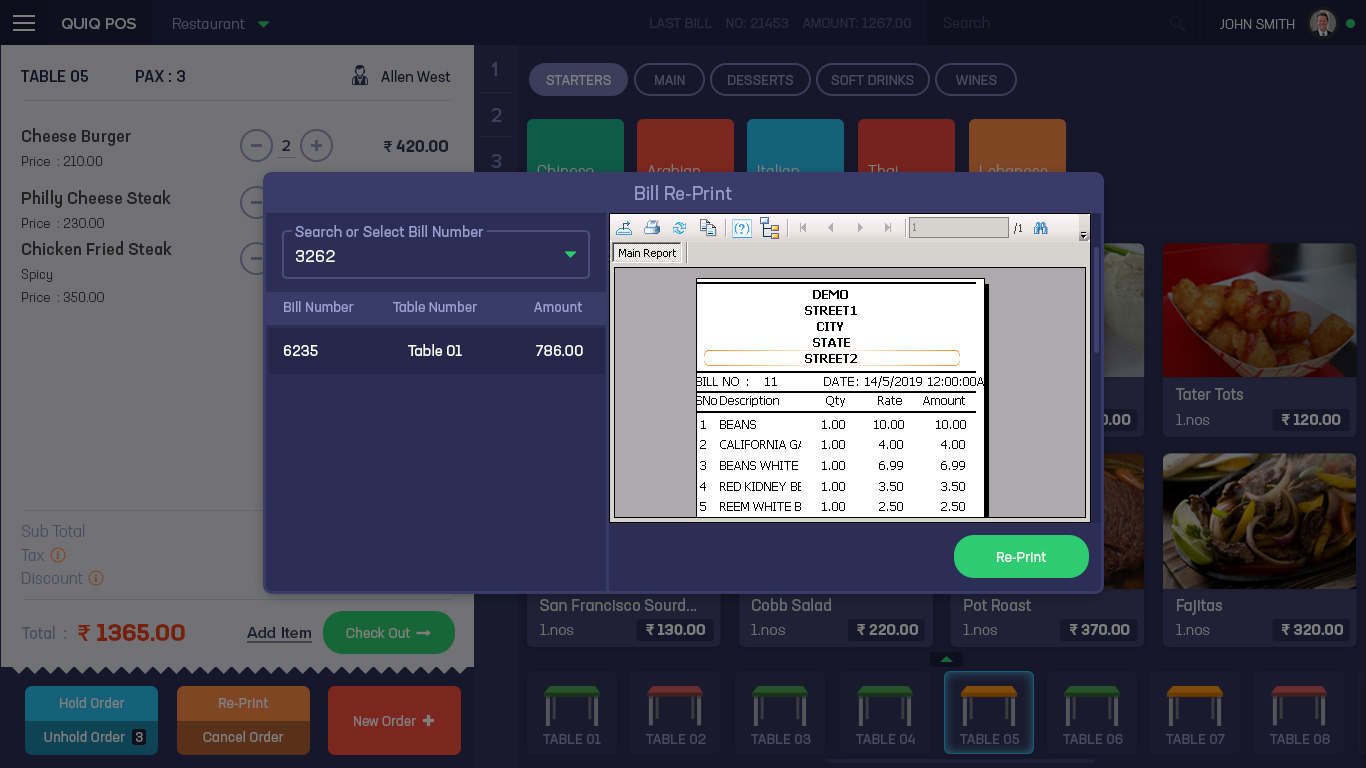 QUIQ POS
Restaurant
LAST BILL NO: 21453 AMOUNT: 1267.00
Search
JOHN SMITH
TABLE 05 PAX : 3
Allen West
Cheese Burger
Price : 210.00
2
₹ 420.00
Philly Cheese Steak
Price : 230.00
Chicken Fried Steak
Spicy
Price : 350.00
Sub Total
Tax
Discount
Total : ₹ 1365.00
Add Item
Check Out
Hold Order
Unhold Order 3
Re-Print
Cancel Order
New Order
1
2
3
STARTERS MAIN DESSERTS SOFT DRINKS WINES
Chinese Arabian Italian Thai Lebanese
Bill Re-Print
Search or Select Bill Number
3262
Bill Number Table Number Amount
6235 Table 01 786.00
1 /1
Main Report
DEMO
STREET1
CITY
STATE
STREET2
BILL NO : 11 DATE: 14/5/2019 12:00:00A
SNo Description Qty Rate Amount
1 BEANS 1.00 10.00 10.00
2 CALIFORNIA GA 1.00 4.00 4.00
3 BEANS WHITE 1.00 6.99 6.99
4 RED KIDNEY BE 1.00 3.50 3.50
5 REEM WHITE B 1.00 2.50 2.50
Re-Print
Tater Tots
1.nos ₹ 120.00
San Francisco Sourd...
1.nos ₹ 130.00
Cobb Salad
1.nos ₹ 220.00
Pot Roast
1.nos ₹ 370.00
Fajitas
1.nos ₹ 320.00
TABLE 01 TABLE 02 TABLE 03 TABLE 04 TABLE 05 TABLE 06 TABLE 07 TABLE 08